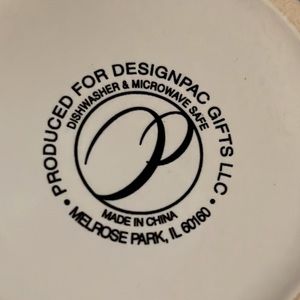 • PRODUCED FOR DESIGNPAC GIFTS LLC •
DISHWASHER & MICROWAVE SAFE
P
MADE IN CHINA
MELROSE PARK, IL 60160